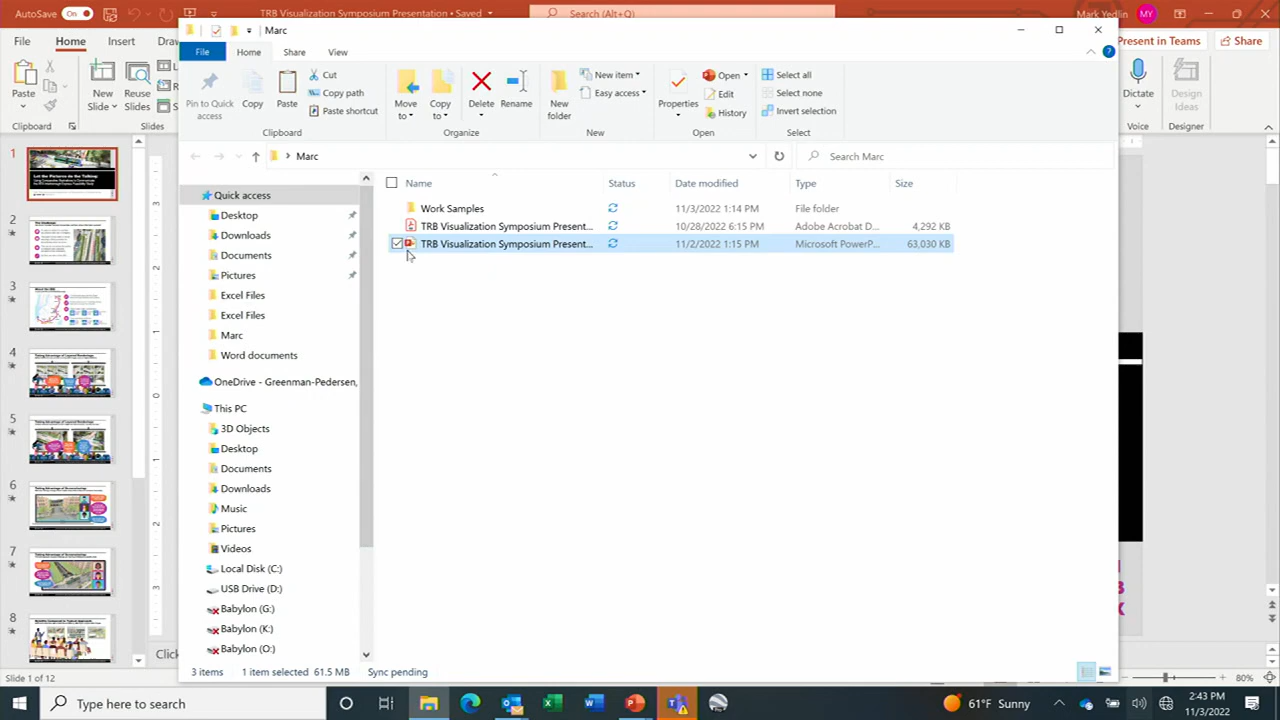 AutoSave On TRB Visualization Symposium Presentation • Saved Search (Alt+Q) Mark Yedlin MY
Marc
File Home Insert
File Home Share View
Present in Teams Share
Paste
New Slide
Reuse Slides
Clipboard
Slides
Pin to Quick access
Copy
Paste
Cut
Copy path
Paste shortcut
Clipboard
Move to
Copy to
Delete
Rename
Organize
New folder
New item
Easy access
New
Properties
Open
Edit
History
Open
Select all
Select none
Invert selection
Select
Dictate
Voice
Design Ideas
Designer
Marc
Search Marc
Name Status Date modified Type Size
Work Samples 11/3/2022 1:14 PM File folder
TRB Visualization Symposium Present... 10/28/2022 6:15 PM Adobe Acrobat D... 4,292 KB
TRB Visualization Symposium Present... 11/2/2022 1:15 PM Microsoft PowerP... 63,030 KB
Quick access
Desktop
Downloads
Documents
Pictures
Excel Files
Excel Files
Marc
Word documents
OneDrive - Greenman-Pedersen,
This PC
3D Objects
Desktop
Documents
Downloads
Music
Pictures
Videos
Local Disk (C:)
USB Drive (D:)
Babylon (G:)
Babylon (K:)
Babylon (O:)
1
2
3
4
5
6
7
8
3 items 1 item selected 61.5 MB Sync pending
Slide 1 of 12
80%
Type here to search
61°F Sunny
2:43 PM
11/3/2022